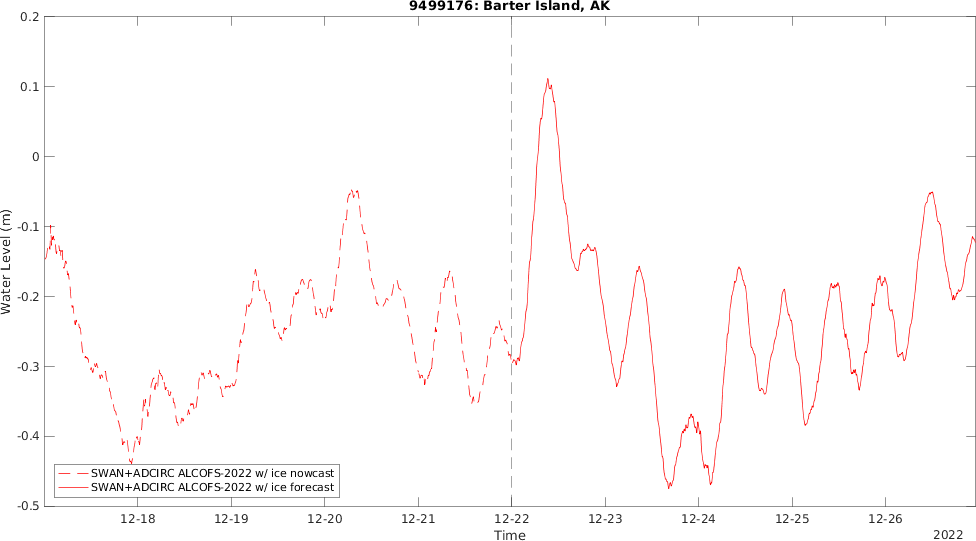 9499176: Barter Island, AK
0.2
0.1
0
-0.1
-0.2
-0.3
-0.4
-0.5
Water Level (m)
SWAN+ADCIRC ALCOFS-2022 w/ ice nowcast
SWAN+ADCIRC ALCOFS-2022 w/ ice forecast
12-18 12-19 12-20 12-21 12-22 12-23 12-24 12-25 12-26
Time
2022